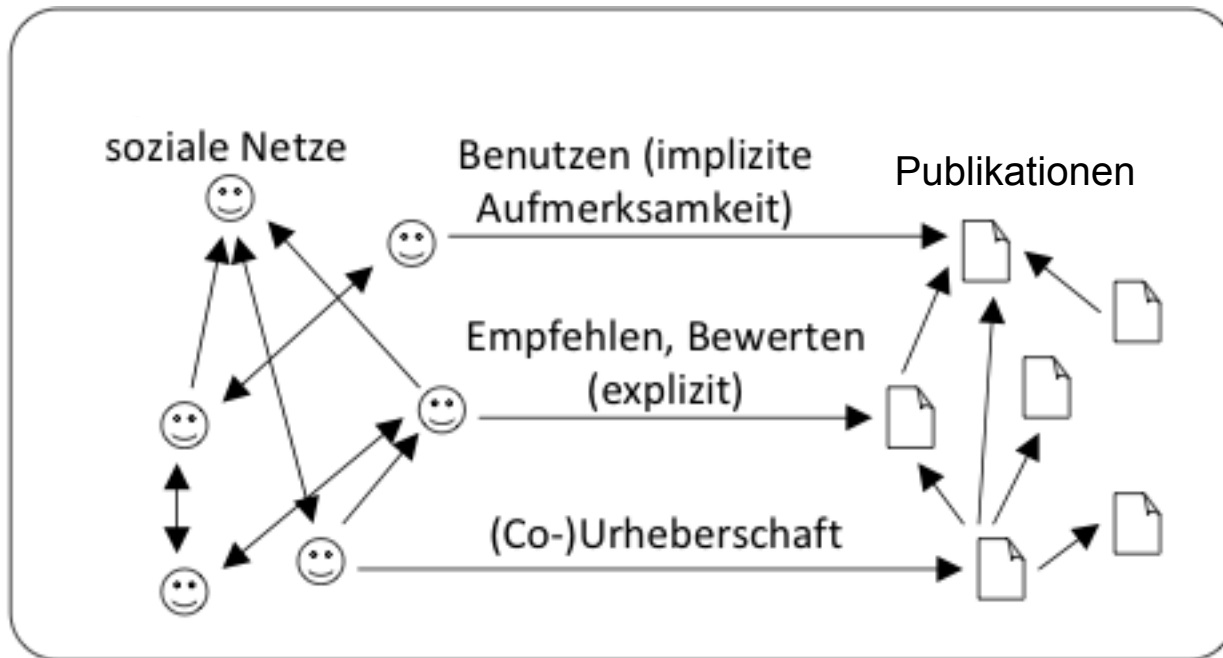 soziale Netze
Benutzen (implizite
Aufmerksamkeit)
Publikationen
Empfehlen, Bewerten
(explizit)
(Co-)Urheberschaft